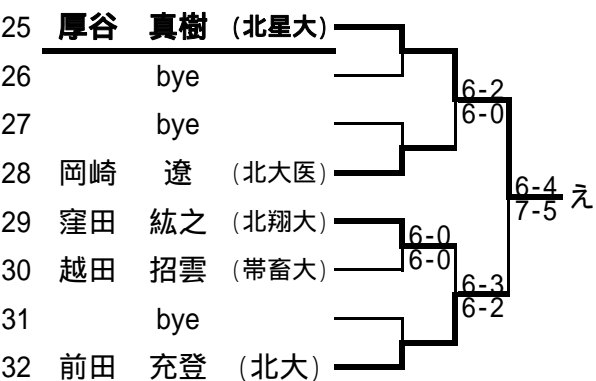 25 厚谷 真樹 (北星大)
26 bye
6-2
6-0
27 bye
28 岡崎 遼 (北大医)
6-4
7-5
え
29 窪田 紘之 (北翔大)
6-0
6-0
30 越田 招雲 (帯畜大)
6-3
6-2
31 bye
32 前田 充登 (北大)